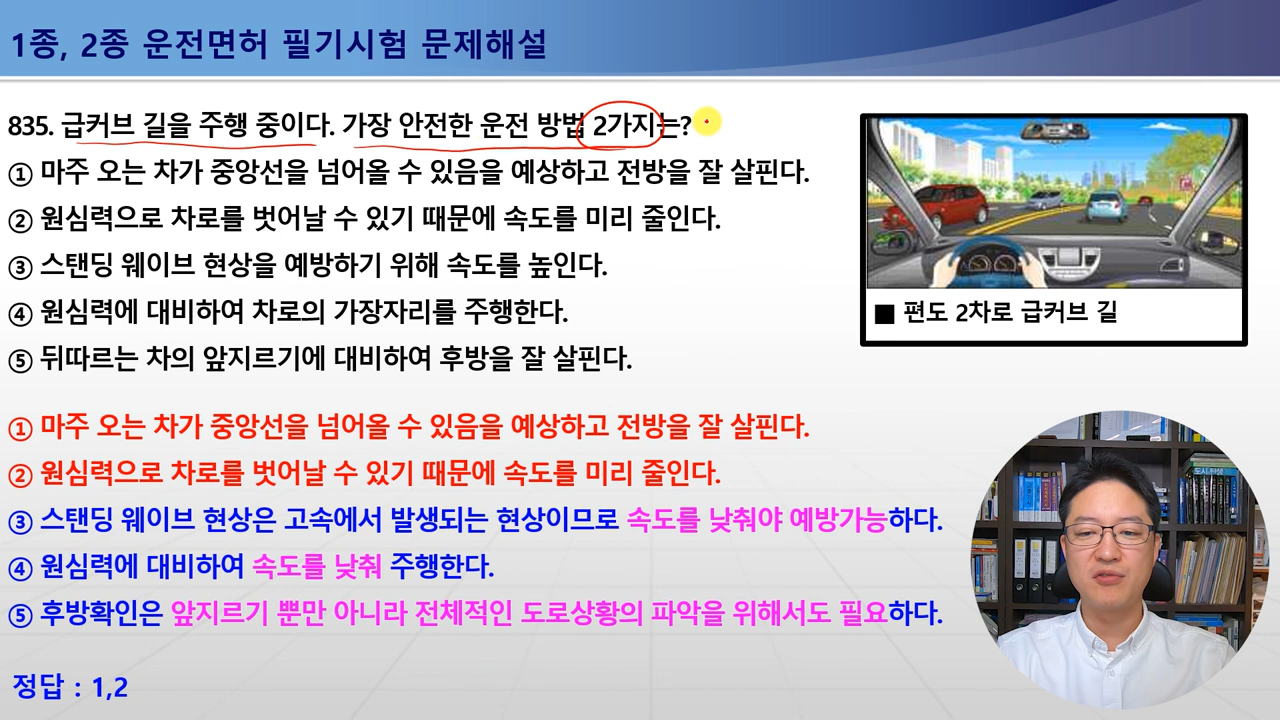 1종, 2종 운전면허 필기시험 문제해설
835. 급커브 길을 주행 중이다. 가장 안전한 운전 방법 2가지는?
① 마주 오는 차가 중앙선을 넘어올 수 있음을 예상하고 전방을 잘 살핀다.
② 원심력으로 차로를 벗어날 수 있기 때문에 속도를 미리 줄인다.
③ 스탠딩 웨이브 현상을 예방하기 위해 속도를 높인다.
④ 원심력에 대비하여 차로의 가장자리를 주행한다.
⑤ 뒤따르는 차의 앞지르기에 대비하여 후방을 잘 살핀다.
■ 편도 2차로 급커브 길
① 마주 오는 차가 중앙선을 넘어올 수 있음을 예상하고 전방을 잘 살핀다.
② 원심력으로 차로를 벗어날 수 있기 때문에 속도를 미리 줄인다.
③ 스탠딩 웨이브 현상은 고속에서 발생되는 현상이므로 속도를 낮춰야 예방가능하다.
④ 원심력에 대비하여 속도를 낮춰 주행한다.
⑤ 후방확인은 앞지르기 뿐만 아니라 전체적인 도로상황의 파악을 위해서도 필요하다.
정답 : 1,2